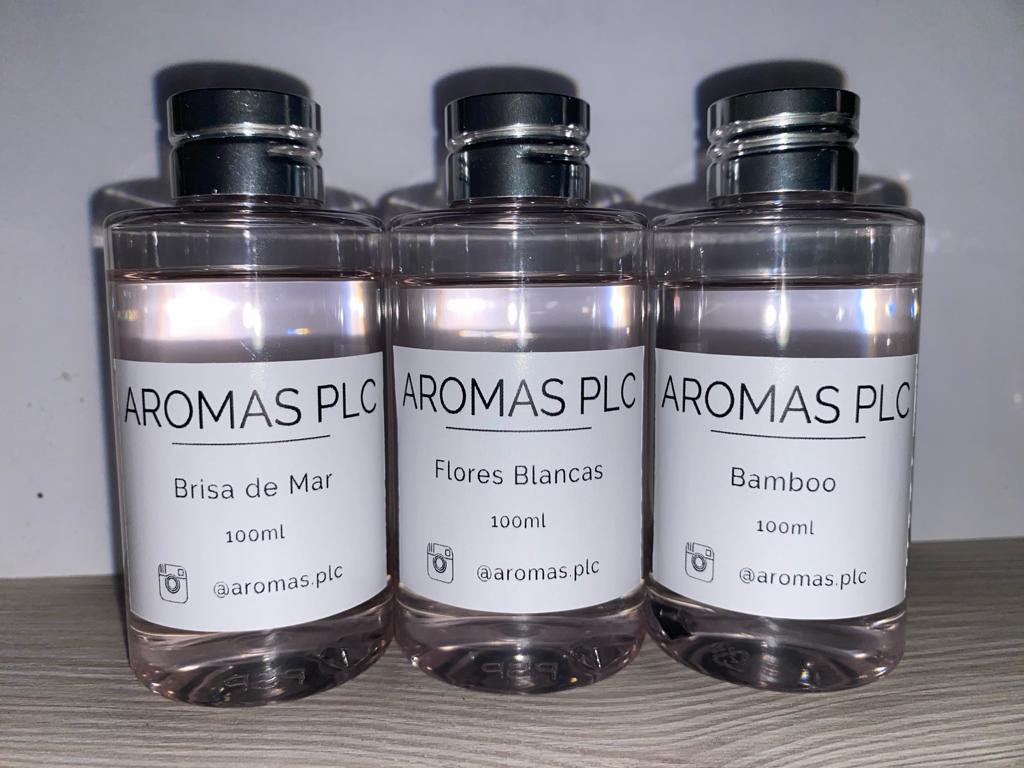 AROMAS PLC
Brisa de Mar
100ml
@aromas.plc
AROMAS PLC
Flores Blancas
100ml
@aromas.plc
AROMAS PLC
Bamboo
100ml
@aromas.plc